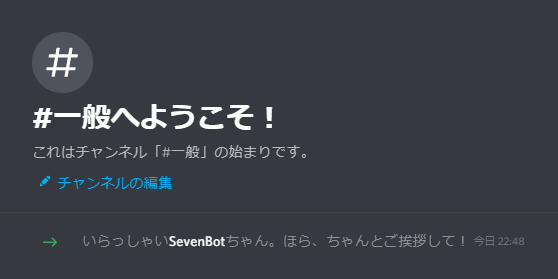 #一般へようこそ！
これはチャンネル「#一般」の始まりです。
チャンネルの編集
いらっしゃいSevenBotちゃん。ほら、ちゃんとご挨拶して！ 今日 22:48